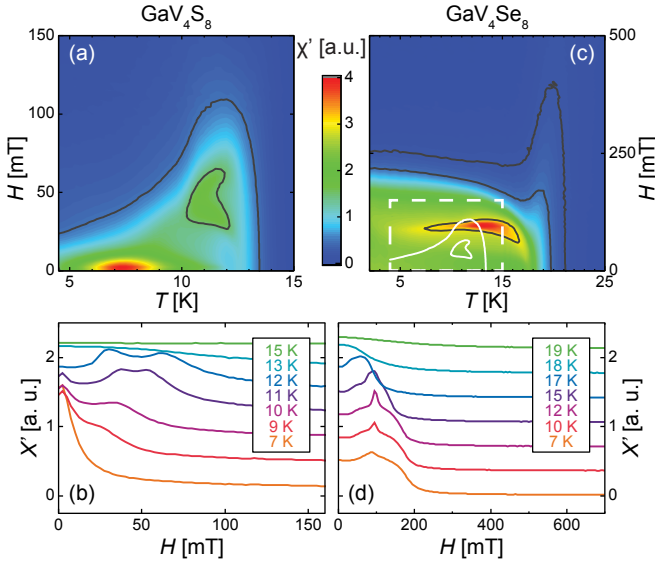 GaV₄S₈
GaV₄Se₈
150
100
50
0
H [mT]
(a)
χ' [a.u.]
4
3
2
1
0
(c)
500
250
0
H [mT]
5
10
15
T [K]
5
15
25
T [K]
2
1
0
X' [a. u.]
15 K
13 K
12 K
11 K
10 K
9 K
7 K
(b)
0
50
100
150
H [mT]
19 K
18 K
17 K
15 K
12 K
10 K
7 K
(d)
2
1
0
X' [a. u.]
0
200
400
600
H [mT]